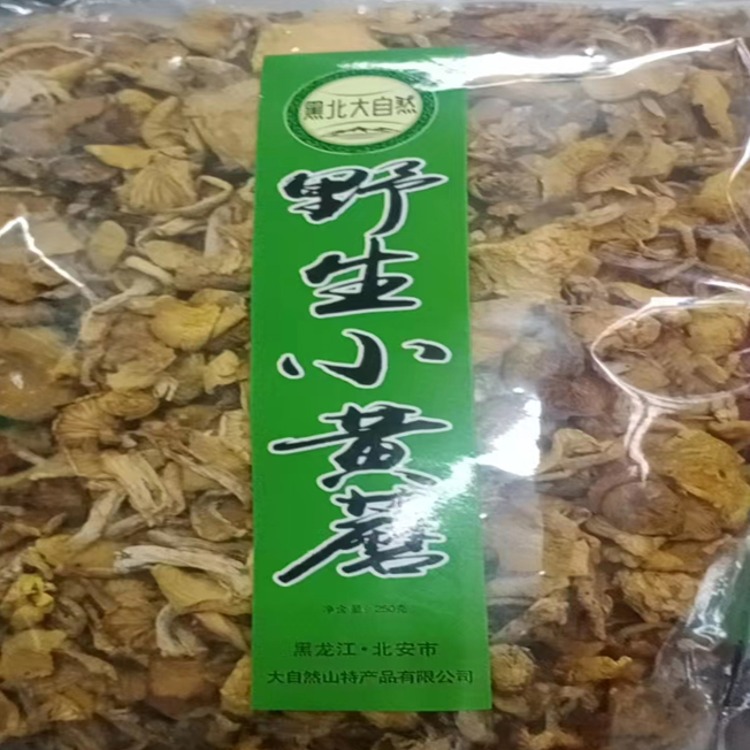 黑北大自然
野生小黄蘑
净含量:250克
黑龙江·北安市
大自然山特产品有限公司